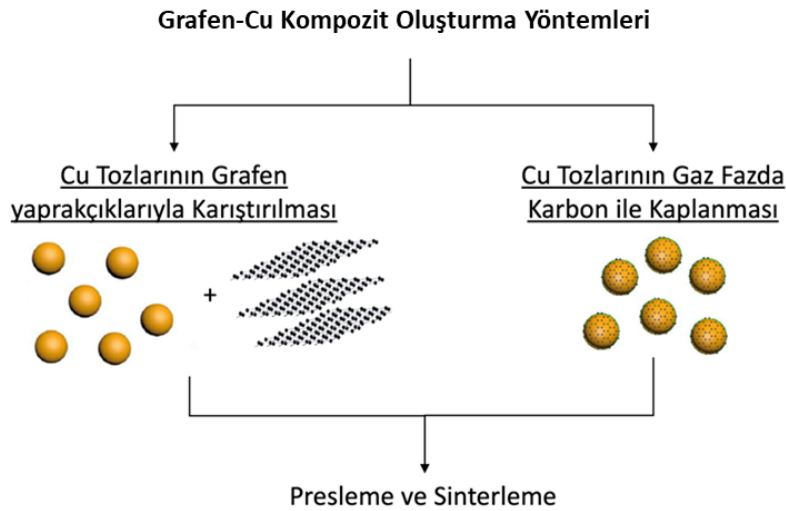 Grafen-Cu Kompozit Oluşturma Yöntemleri
Cu Tozlarının Grafen
yaprakçıklarıyla Karıştırılması
Cu Tozlarının Gaz Fazda
Karbon ile Kaplanması
+
Presleme ve Sinterleme